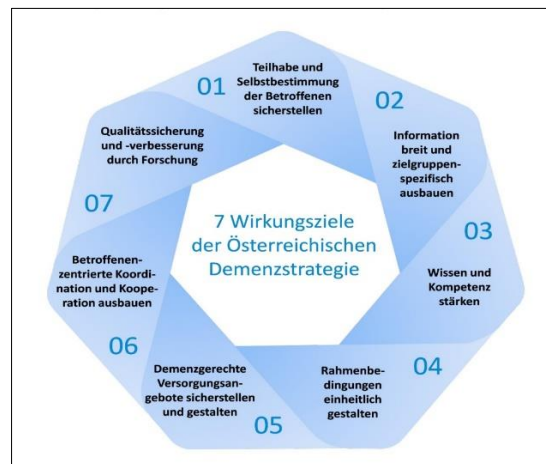 01
Teilhabe und
Selbstbestimmung
der Betroffenen
sicherstellen
02
Information
breit und
zielgruppen-
spezifisch
ausbauen
03
Wissen und
Kompetenz
stärken
04
Rahmenbe-
dingungen
einheitlich
gestalten
05
Demenzgerechte
Versorgungsan-
gebote sicherstellen
und gestalten
06
Betroffenen-
zentrierte Koordi-
nation und Koope-
ration ausbauen
07
Qualitätssicherung
und -verbesserung
durch Forschung
7 Wirkungsziele
der Österreichischen
Demenzstrategie